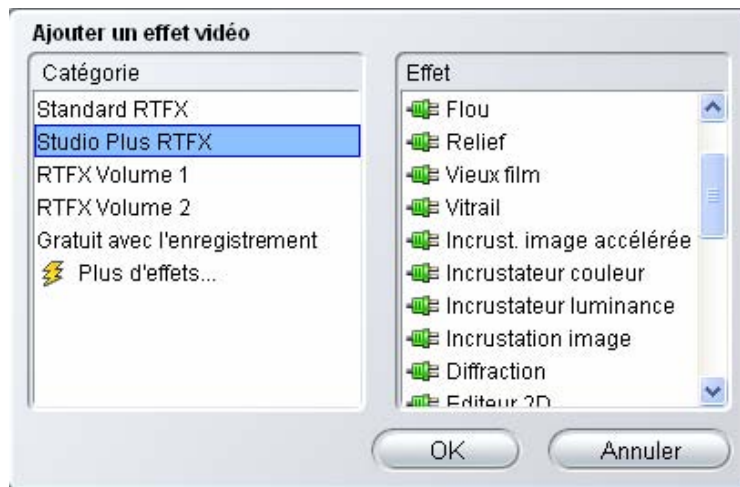 Ajouter un effet vidéo
Catégorie
Standard RTFX
Studio Plus RTFX
RTFX Volume 1
RTFX Volume 2
Gratuit avec l'enregistrement
Plus d'effets...
Effet
Flou
Relief
Vieux film
Vitrail
Incrust. image accélérée
Incrustateur couleur
Incrustateur luminance
Incrustation image
Diffraction
Editeur 2D
OK
Annuler